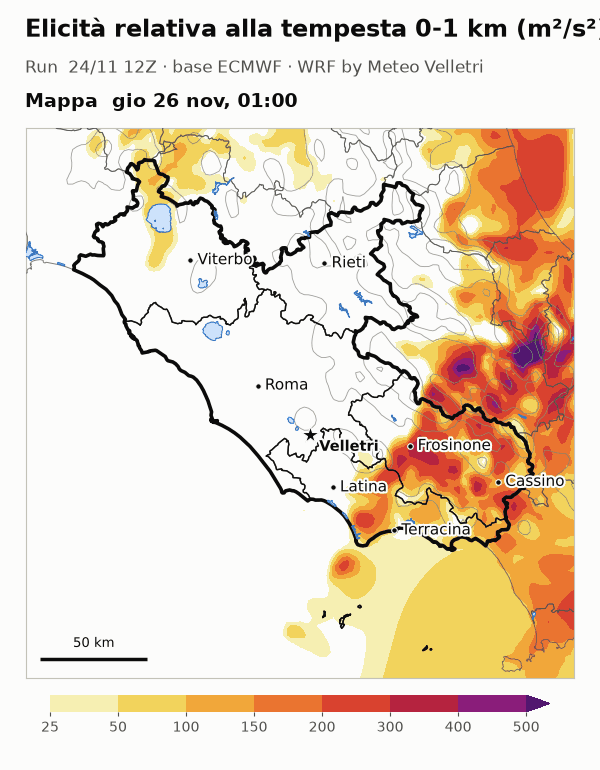 Elicità relativa alla tempesta 0-1 km (m²/s²)
Run 24/11 12Z · base ECMWF · WRF by Meteo Velletri
Mappa gio 26 nov, 01:00
Viterbo
Rieti
Roma
Velletri
Frosinone
Cassino
Latina
Terracina
50 km
25 50 100 150 200 300 400 500